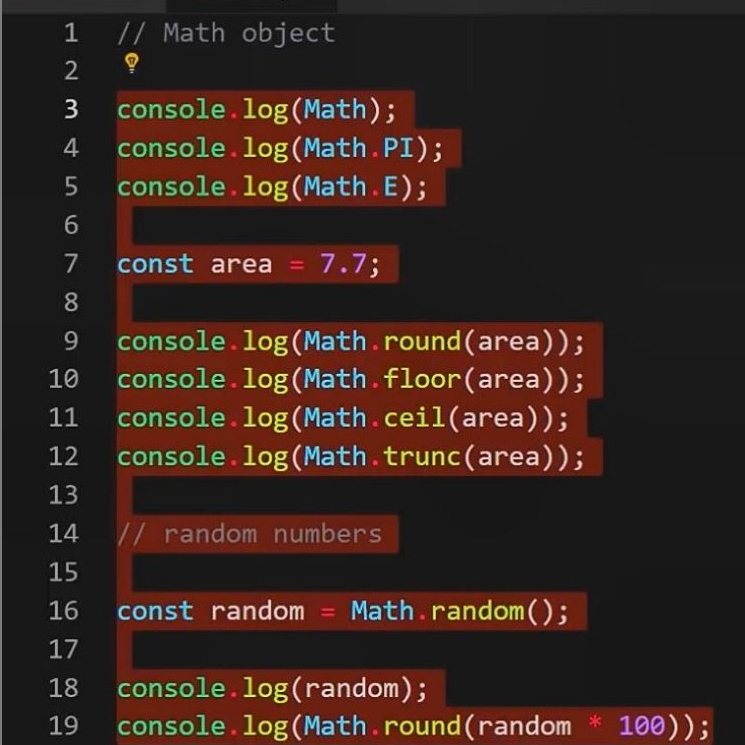 1 // Math object
2
3 console.log(Math);
4 console.log(Math.PI);
5 console.log(Math.E);
6
7 const area = 7.7;
8
9 console.log(Math.round(area));
10 console.log(Math.floor(area));
11 console.log(Math.ceil(area));
12 console.log(Math.trunc(area));
13
14 // random numbers
15
16 const random = Math.random();
17
18 console.log(random);
19 console.log(Math.round(random * 100));